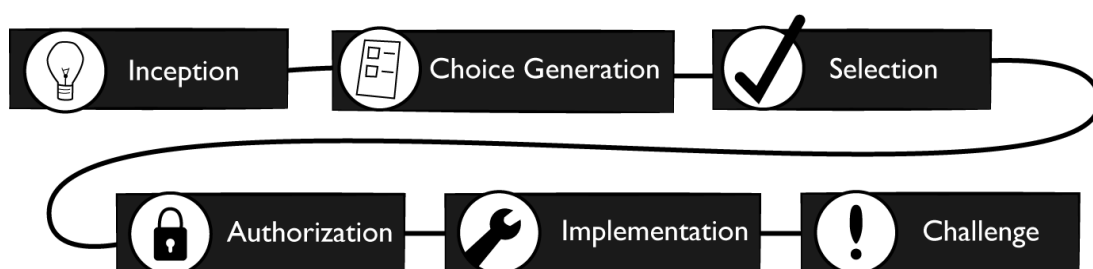 Inception
Choice Generation
Selection
Authorization
Implementation
Challenge